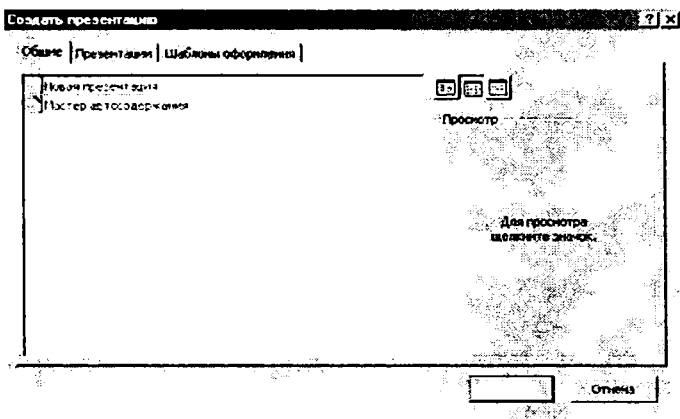 Создать презентацию
Общие Презентации Шаблоны оформления
Новая презентация
Мастер автосодержания
Просмотр
Для просмотра
щелкните значок.
Отмена